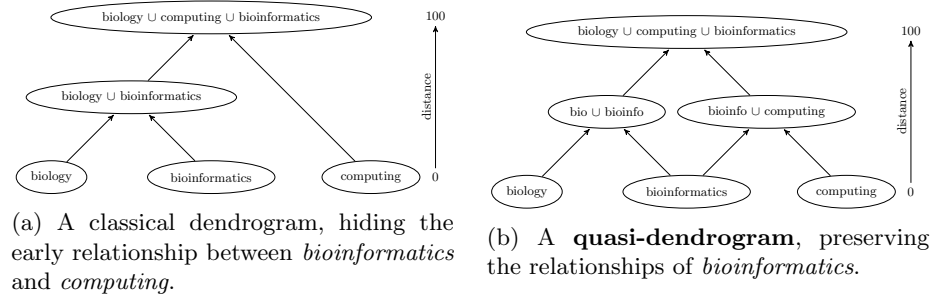 biology ∪ computing ∪ bioinformatics
100
biology ∪ bioinformatics
distance
biology
bioinformatics
computing
0
(a) A classical dendrogram, hiding the
early relationship between bioinformatics
and computing.
biology ∪ computing ∪ bioinformatics
100
bio ∪ bioinfo
bioinfo ∪ computing
distance
biology
bioinformatics
computing
0
(b) A quasi-dendrogram, preserving
the relationships of bioinformatics.